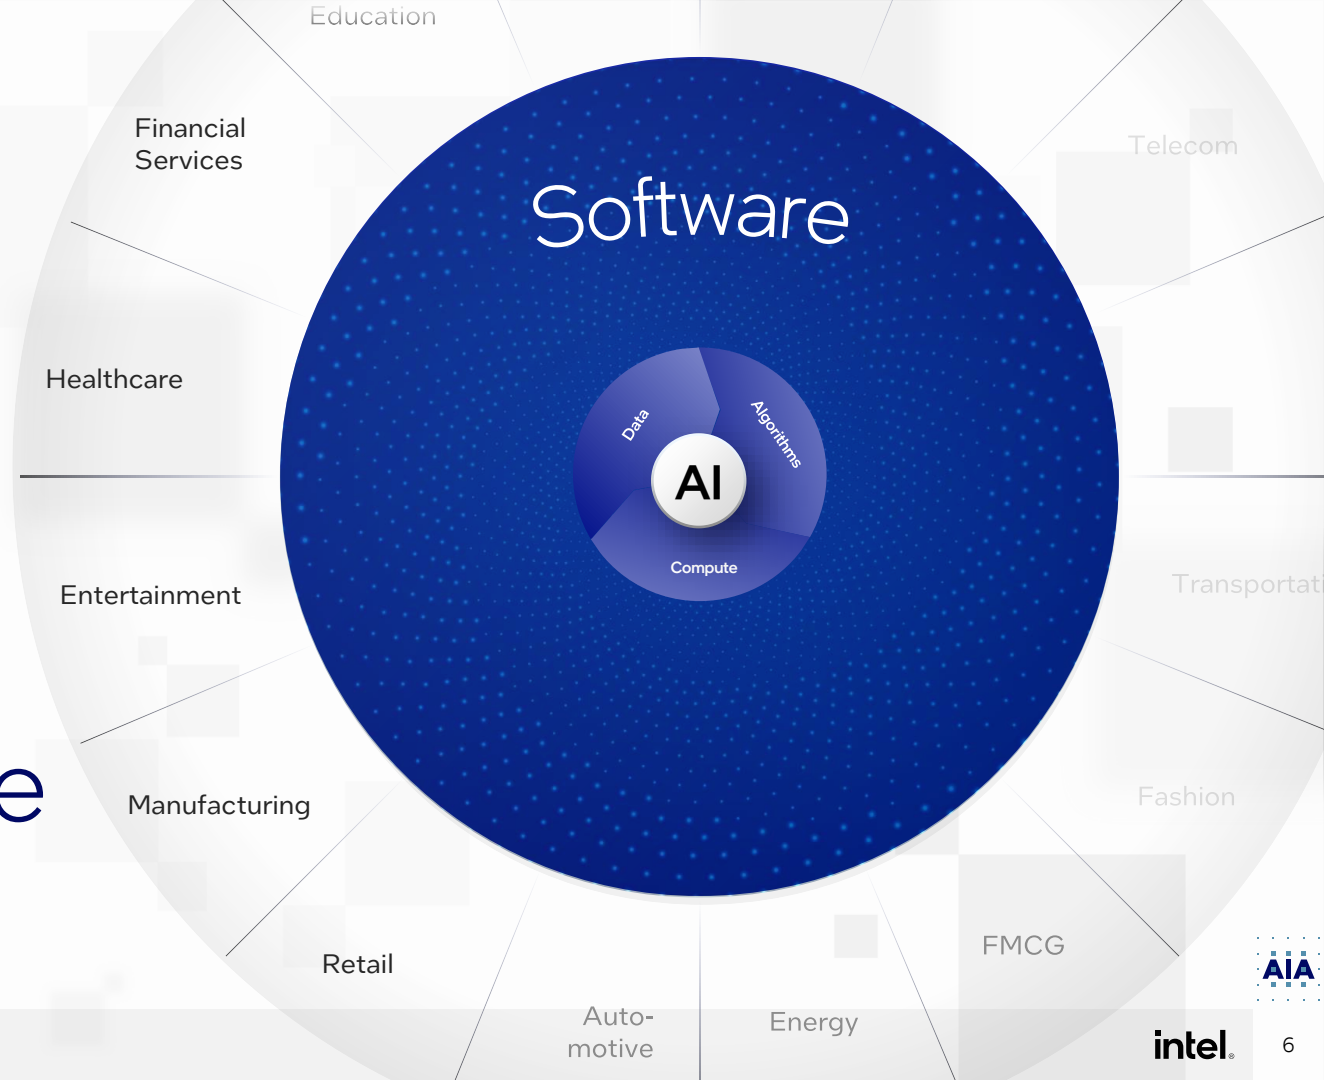 Education
Financial
Services
Telecom
Software
Healthcare
Data
Algorithms
AI
Compute
Entertainment
Transportati
e
Manufacturing
Fashion
FMCG
Retail
AIA
Auto-
motive
Energy
intel®
6